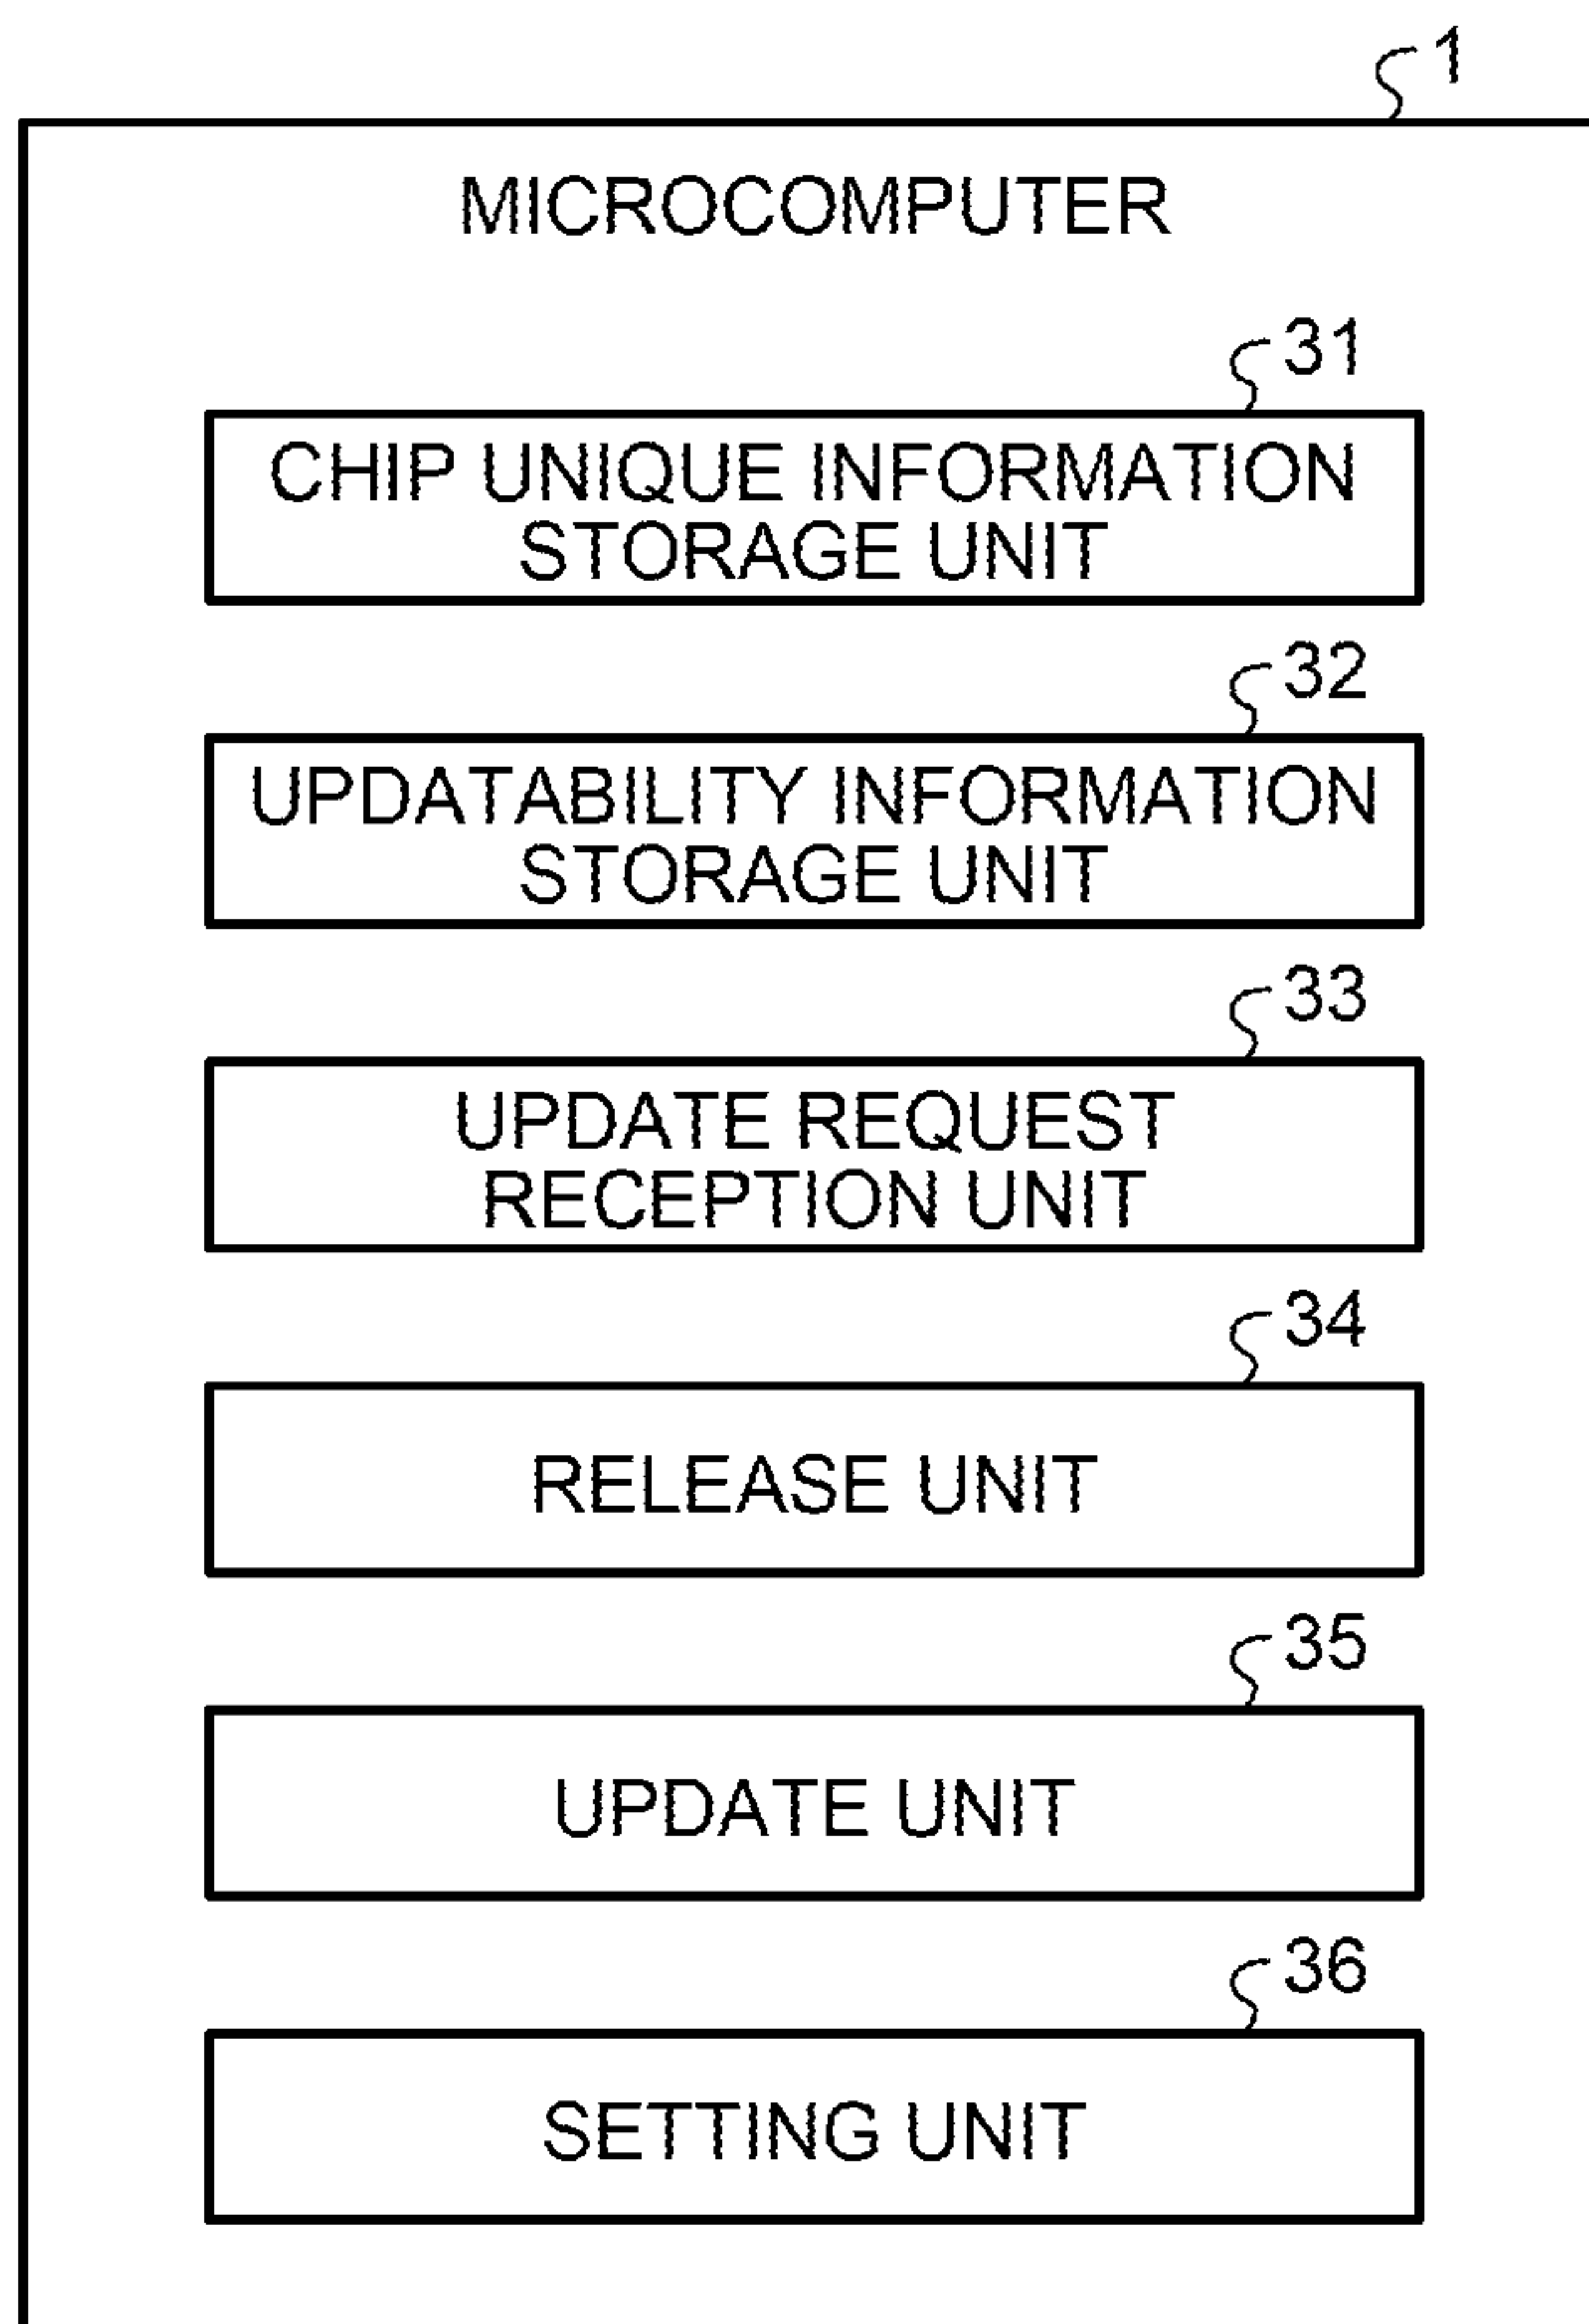 1
MICROCOMPUTER
31
CHIP UNIQUE INFORMATION
STORAGE UNIT
32
UPDATABILITY INFORMATION
STORAGE UNIT
33
UPDATE REQUEST
RECEPTION UNIT
34
RELEASE UNIT
35
UPDATE UNIT
36
SETTING UNIT